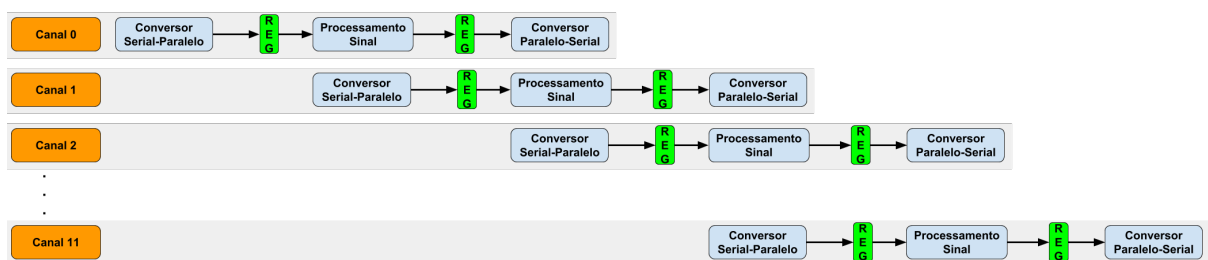 Canal 0
Conversor
Serial-Paralelo
R
E
G
Processamento
Sinal
R
E
G
Conversor
Paralelo-Serial
Canal 1
Conversor
Serial-Paralelo
R
E
G
Processamento
Sinal
R
E
G
Conversor
Paralelo-Serial
Canal 2
Conversor
Serial-Paralelo
R
E
G
Processamento
Sinal
R
E
G
Conversor
Paralelo-Serial
.
.
.
Canal 11
Conversor
Serial-Paralelo
R
E
G
Processamento
Sinal
R
E
G
Conversor
Paralelo-Serial